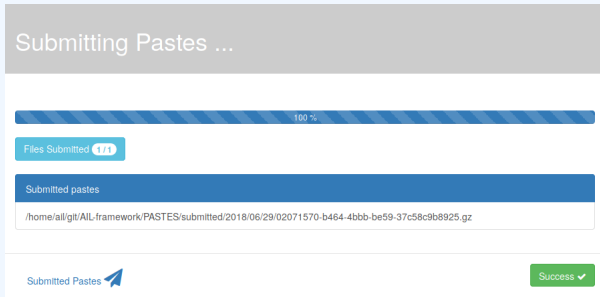 Submitting Pastes ...
100 %
Files Submitted 1 / 1
Submitted pastes
/home/ail/git/AIL-framework/PASTES/submitted/2018/06/29/02071570-b464-4bbb-be59-37c58c9b8925.gz
Submitted Pastes
Success